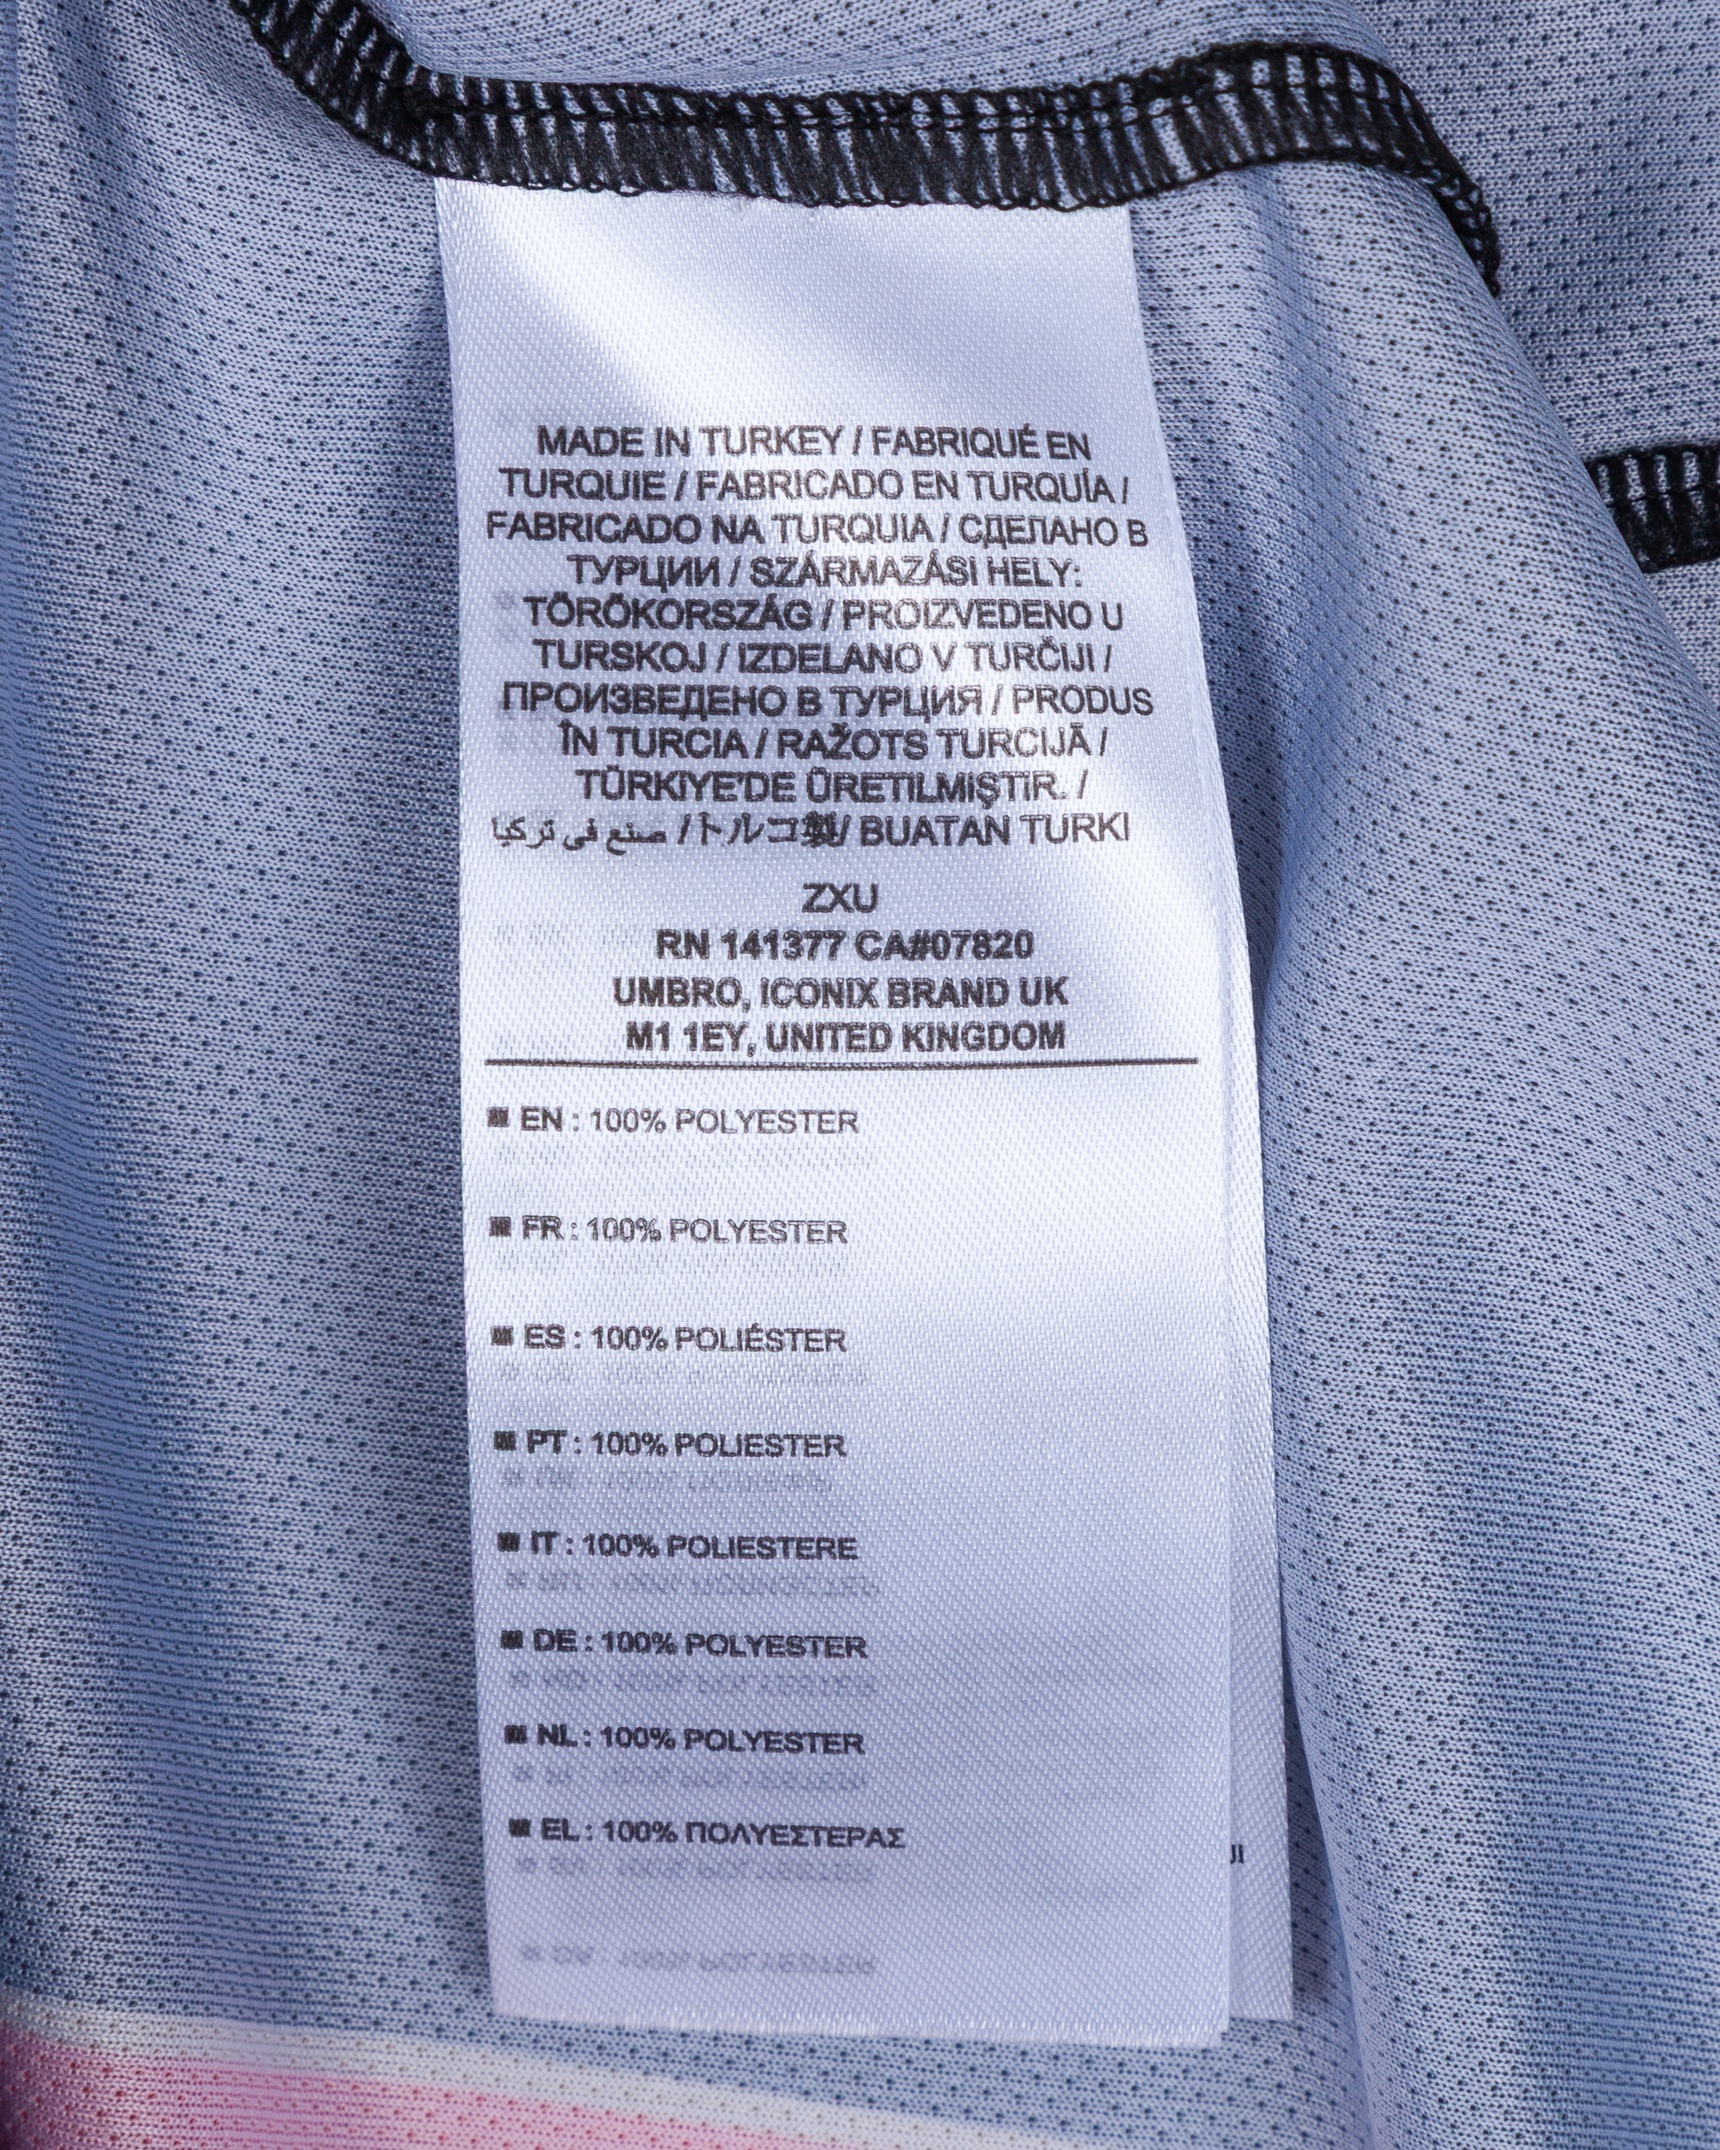 MADE IN TURKEY / FABRIQUÉ EN
TURQUIE / FABRICADO EN TURQUÍA /
FABRICADO NA TURQUIA / СДЕЛАНО В
ТУРЦИИ / SZÁRMAZÁSI HELY:
TÖRÖKORSZÁG / PROIZVEDENO U
TURSKOJ / IZDELANO V TURČIJI /
ПРОИЗВЕДЕНО В ТУРЦИЯ / PRODUS
ÎN TURCIA / RAŽOTS TURCIJĀ /
TÜRKIYE'DE ÜRETILMIŞTIR. /
صنع في تركيا / トルコ製/ BUATAN TURKI
ZXU
RN 141377 CA#07820
UMBRO, ICONIX BRAND UK
M1 1EY, UNITED KINGDOM
EN : 100% POLYESTER
FR : 100% POLYESTER
ES : 100% POLIÉSTER
PT : 100% POLIESTER
IT : 100% POLIESTERE
DE : 100% POLYESTER
NL : 100% POLYESTER
EL : 100% ΠΟΛΥΕΣΤΕΡΑΣ